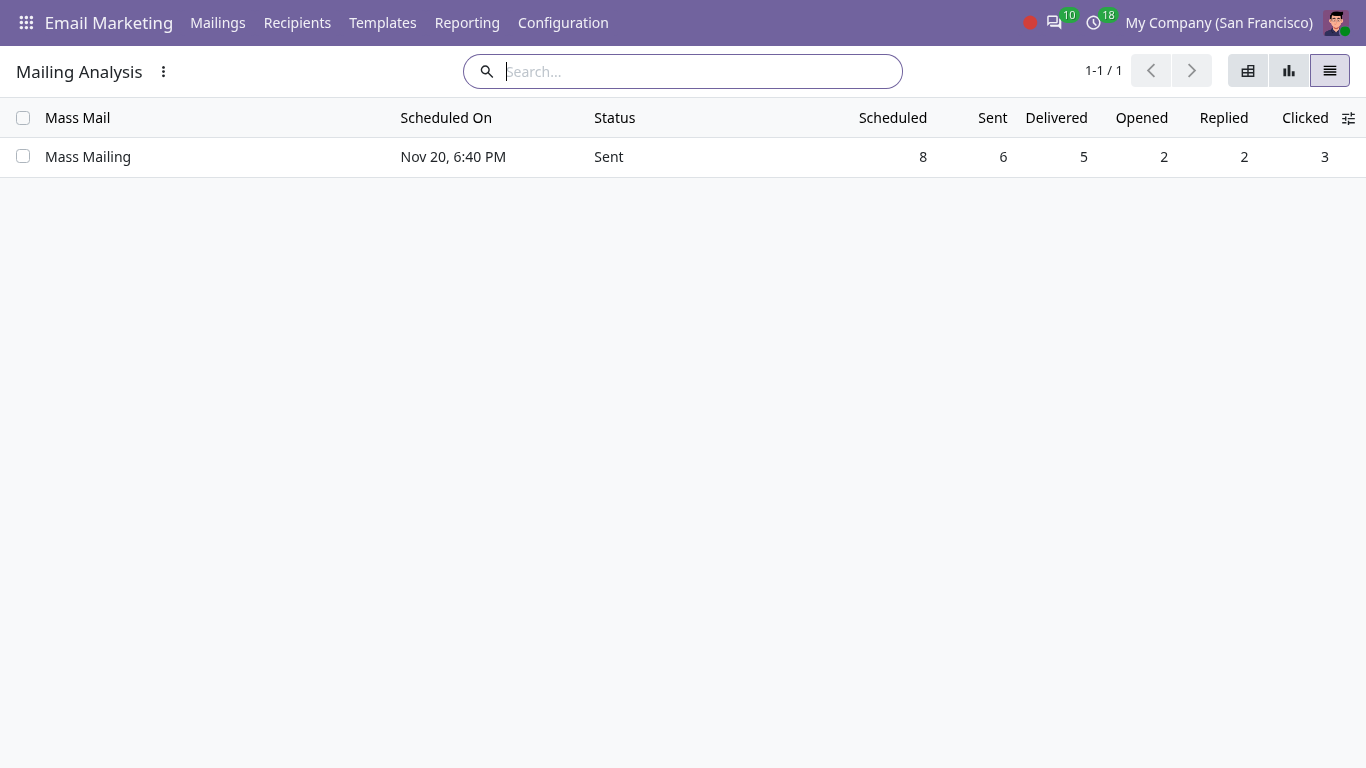 Email Marketing Mailings Recipients Templates Reporting Configuration 10 18 My Company (San Francisco)
Mailing Analysis Search... 1-1 / 1
Mass Mail Scheduled On Status Scheduled Sent Delivered Opened Replied Clicked
Mass Mailing Nov 20, 6:40 PM Sent 8 6 5 2 2 3